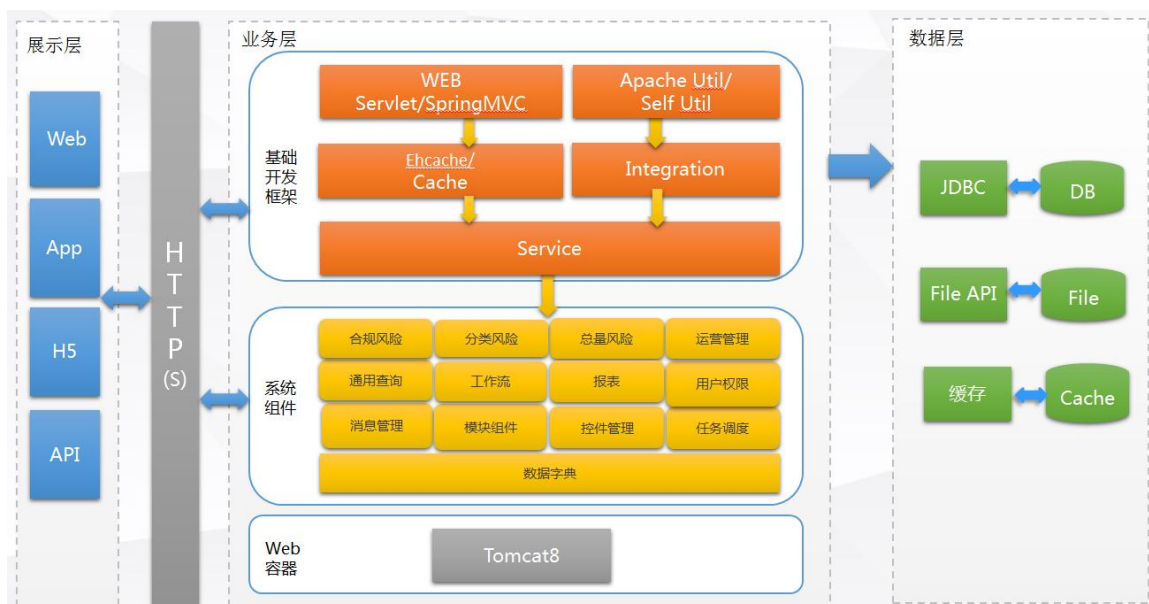 展示层
Web
App
H5
API
H
T
T
P
(S)
业务层
基础
开发
框架
WEB
Servlet/SpringMVC
Apache Util/
Self Util
Ehcache/
Cache
Integration
Service
系统
组件
合规风险
分类风险
总量风险
运营管理
通用查询
工作流
报表
用户权限
消息管理
模块组件
控件管理
任务调度
数据字典
Web
容器
Tomcat8
数据层
JDBC
DB
File API
File
缓存
Cache